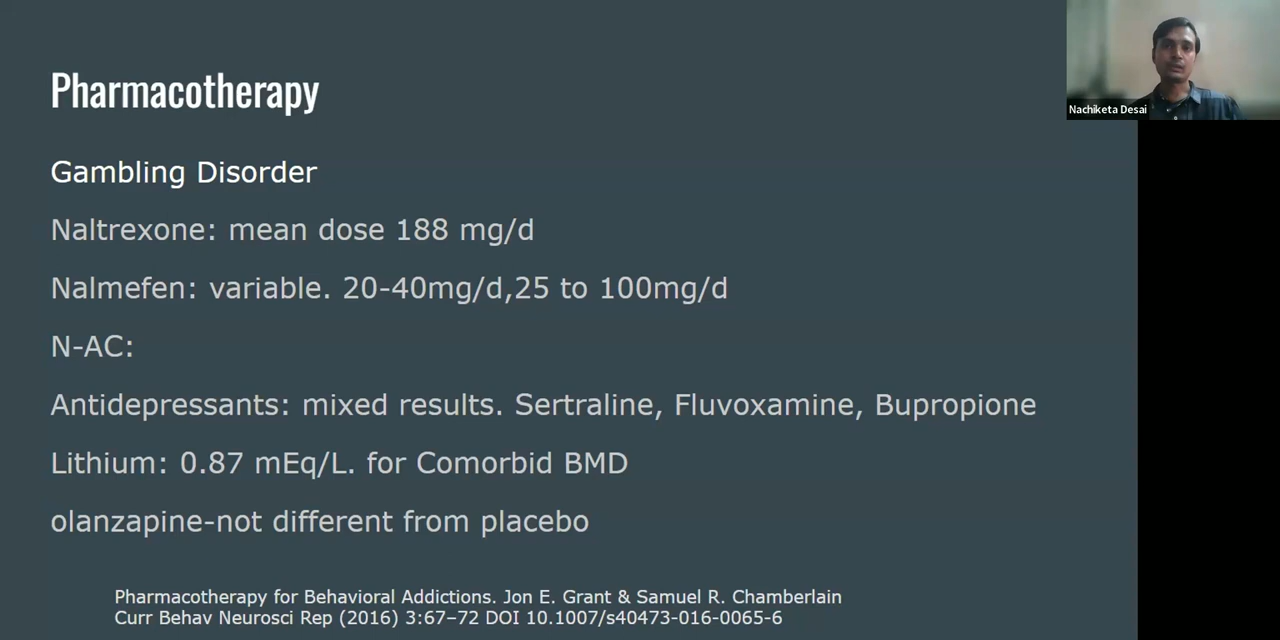 Pharmacotherapy
Nachiketa Desai
Gambling Disorder
Naltrexone: mean dose 188 mg/d
Nalmefen: variable. 20-40mg/d,25 to 100mg/d
N-AC:
Antidepressants: mixed results. Sertraline, Fluvoxamine, Bupropione
Lithium: 0.87 mEq/L. for Comorbid BMD
olanzapine-not different from placebo
Pharmacotherapy for Behavioral Addictions. Jon E. Grant & Samuel R. Chamberlain
Curr Behav Neurosci Rep (2016) 3:67–72 DOI 10.1007/s40473-016-0065-6